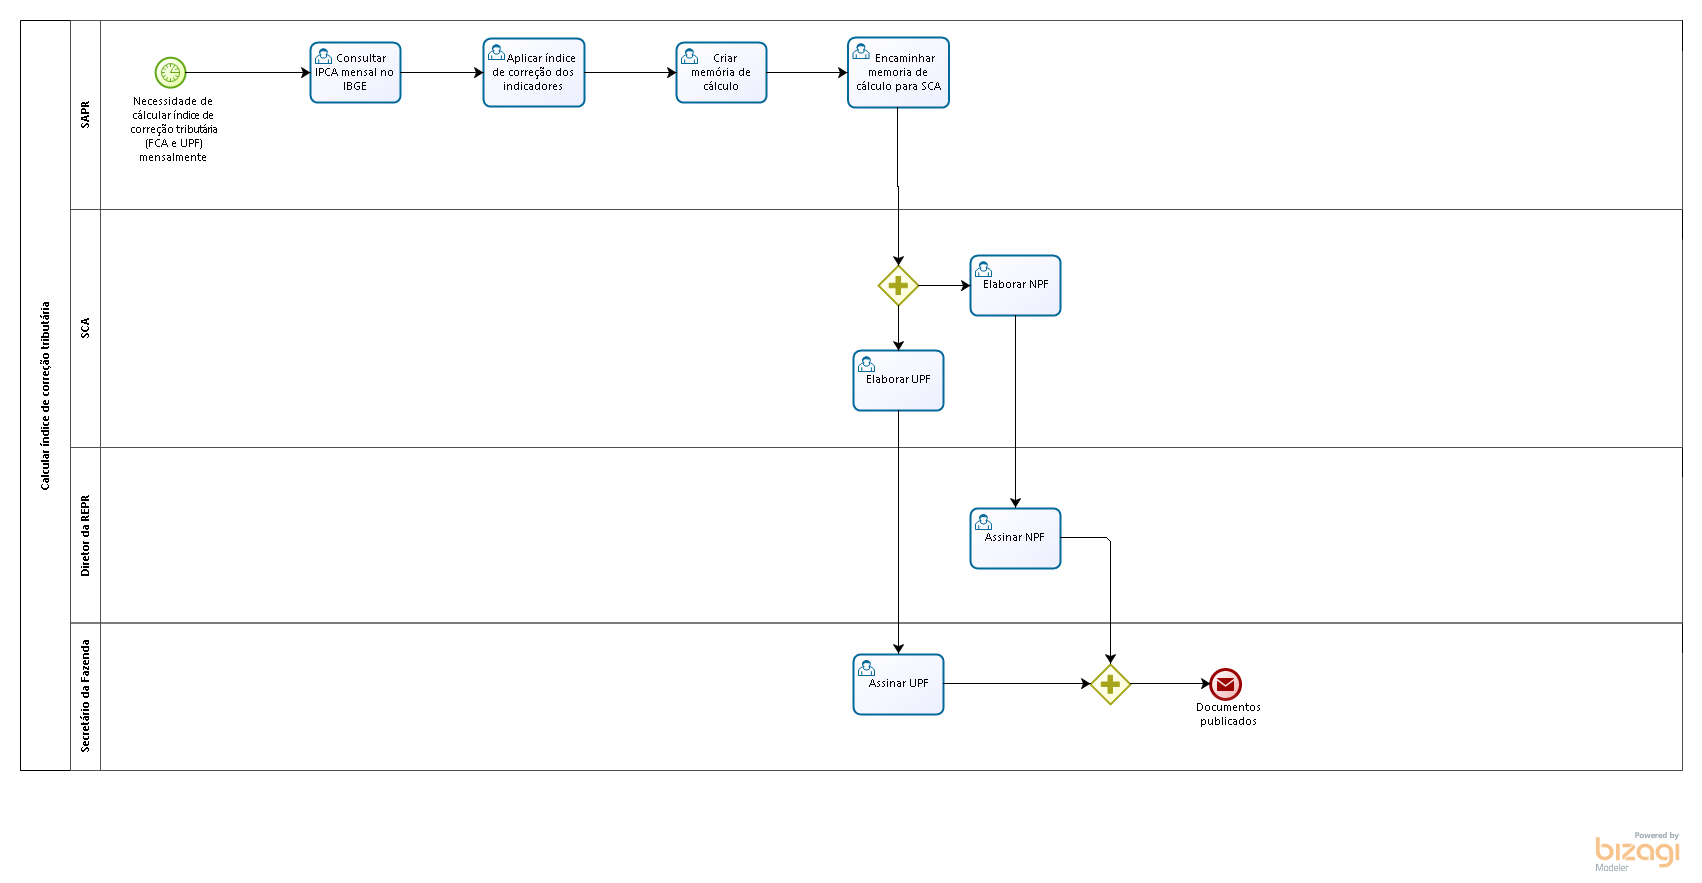 Calcular índice de correção tributária
SAPR
Necessidade de
cálcular índice de
correção tributária
(FCA e UPF)
mensalmente
Consultar
IPCA mensal no
IBGE
Aplicar índice
de correção dos
indicadores
Criar
memória de
cálculo
Encaminhar
memoria de
cálculo para SCA
SCA
Elaborar NPF
Elaborar UPF
Diretor da REPR
Assinar NPF
Secretário da Fazenda
Assinar UPF
Documentos
publicados
Powered by
bizagi
Modeler